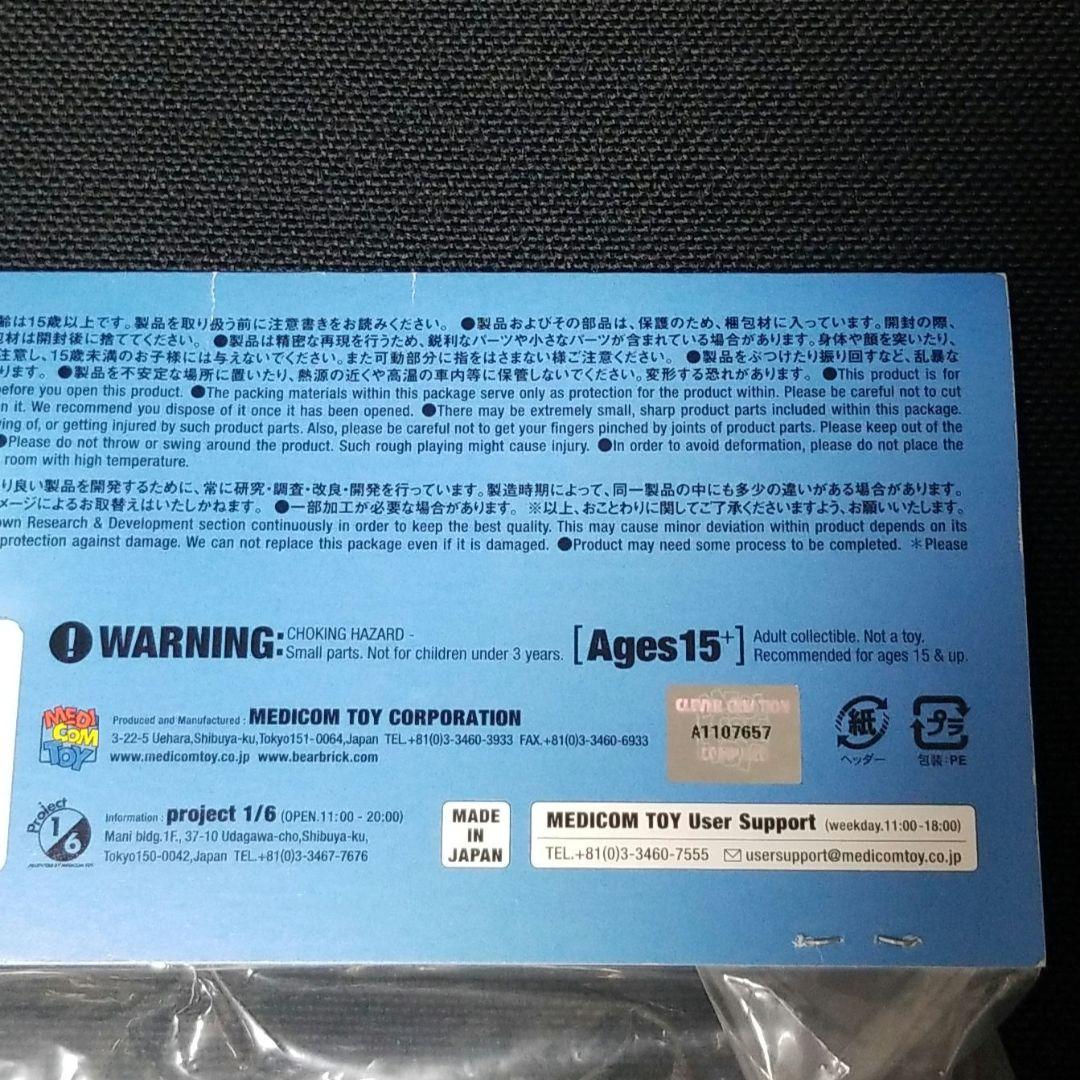 齢は15歳以上です。製品を取り扱う前に注意書きをお読みください。 ●製品およびその部品は、保護のため、梱包材に入っています。開封の際、
包材は開封後に捨ててください。 ●製品は精密な再現を行うため、鋭利なパーツや小さなパーツが含まれている場合があります。身体や顔を突いたり、
注意し、15歳未満のお子様には与えないでください。また可動部分に指をはさまない様ご注意ください。 ●製品をぶつけたり振り回すなど、乱暴な
ります。 ●製品を不安定な場所に置いたり、熱源の近くや高温の車内等に保管しないでください。変形する恐れがあります。 ●This product is for
before you open this product. ●The packing materials within this package serve only as protection for the product within. Please be careful not to cut
n it. We recommend you dispose of it once it has been opened. ●There may be extremely small, sharp product parts included within this package.
ying of, or getting injured by such product parts. Also, please be careful not to get your fingers pinched by joints of product parts. Please keep out of the
●Please do not throw or swing around the product. Such rough playing might cause injury. ●In order to avoid deformation, please do not place the
room with high temperature.
り良い製品を開発するために、常に研究・調査・改良・開発を行っています。製造時期によって、同一製品の中にも多少の違いがある場合があります。
メージによるお取替えはいたしかねます。 ●一部加工が必要な場合があります。 ※以上、おことわりに関してご了承くださいますよう、お願いいたします。
own Research & Development section continuously in order to keep the best quality. This may cause minor deviation within product depends on its
protection against damage. We can not replace this package even if it is damaged. ●Product may need some process to be completed. ＊Please
WARNING: CHOKING HAZARD -
Small parts. Not for children under 3 years.
[Ages15+]
Adult collectible. Not a toy.
Recommended for ages 15 & up.
MEDI
COM
TOY
Produced and Manufactured : MEDICOM TOY CORPORATION
3-22-5 Uehara,Shibuya-ku,Tokyo151-0064,Japan TEL.+81(0)3-3460-3933 FAX.+81(0)3-3460-6933
www.medicomtoy.co.jp www.bearbrick.com
A1107657
紙
ヘッダー
プラ
包装:PE
Project
1/6
Information : project 1/6 (OPEN.11:00 - 20:00)
Mani bldg.1F., 37-10 Udagawa-cho,Shibuya-ku,
Tokyo150-0042,Japan TEL.+81(0)3-3467-7676
MADE
IN
JAPAN
MEDICOM TOY User Support (weekday.11:00-18:00)
TEL.+81(0)3-3460-7555 usersupport@medicomtoy.co.jp